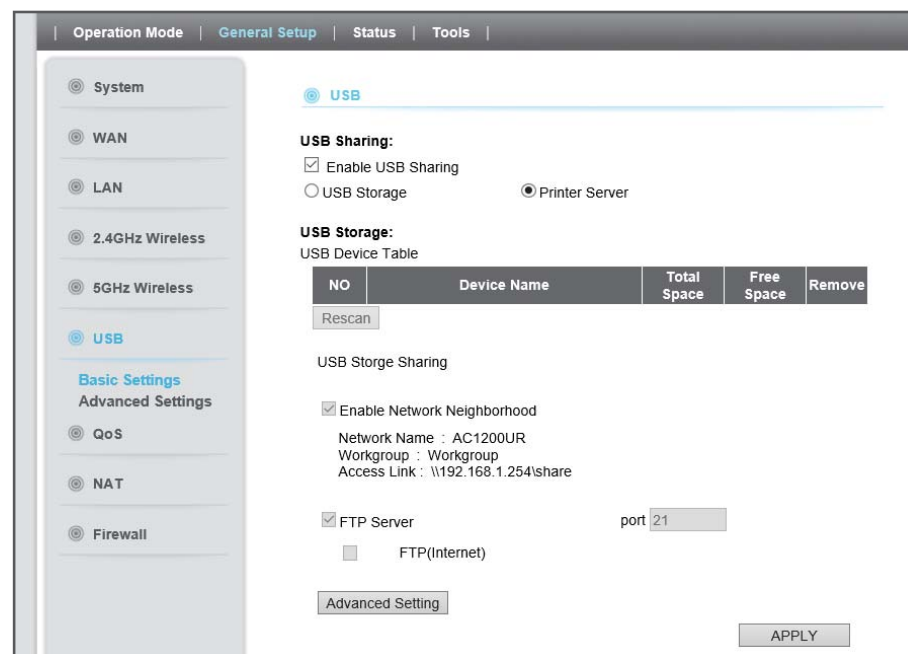 | Operation Mode | General Setup | Status | Tools |
System
WAN
LAN
2.4GHz Wireless
5GHz Wireless
USB
Basic Settings
Advanced Settings
QoS
NAT
Firewall
USB
USB Sharing:
Enable USB Sharing
USB Storage Printer Server
USB Storage:
USB Device Table
NO Device Name Total Space Free Space Remove
Rescan
USB Storge Sharing
Enable Network Neighborhood
Network Name : AC1200UR
Workgroup : Workgroup
Access Link : \\192.168.1.254\share
FTP Server port 21
FTP(Internet)
Advanced Setting
APPLY